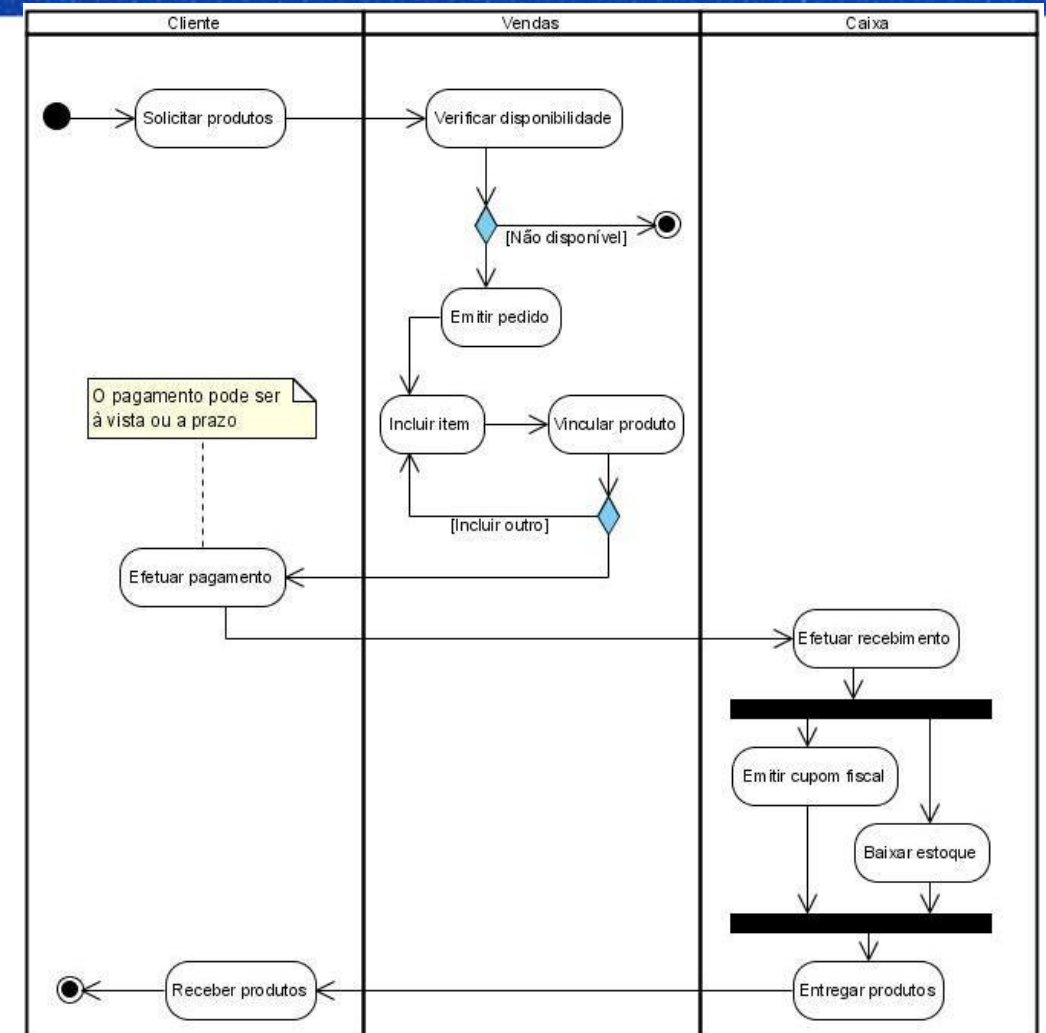 Cliente
Vendas
Caixa
Solicitar produtos
Verificar disponibilidade
[Não disponível]
Emitir pedido
O pagamento pode ser
à vista ou a prazo
Incluir item
Vincular produto
[Incluir outro]
Efetuar pagamento
Efetuar recebimento
Emitir cupom fiscal
Baixar estoque
Receber produtos
Entregar produtos